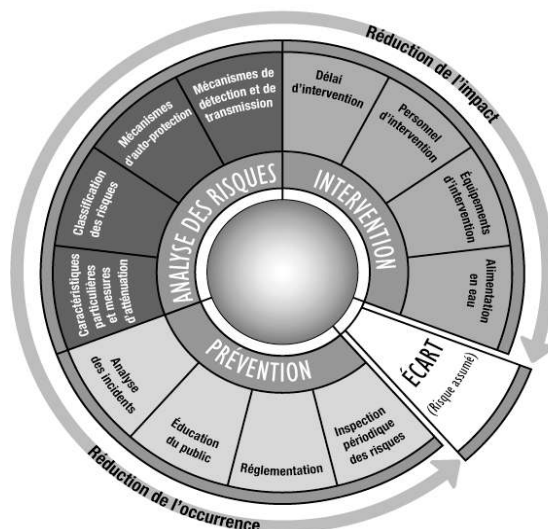 Réduction de l'impact
Mécanismes de
détection et de
transmission
Délai
d'intervention
Mécanismes
d'auto-protection
Personnel
d'intervention
Classification
des risques
Équipements
d'intervention
Caractéristiques
particulières
et mesures
d'atténuation
Alimentation
en eau
ANALYSE DES RISQUES
INTERVENTION
PRÉVENTION
ÉCART
(Risque assumé)
Analyse
des incidents
Éducation
du public
Réglementation
Inspection
périodique
des risques
Réduction de l'occurrence